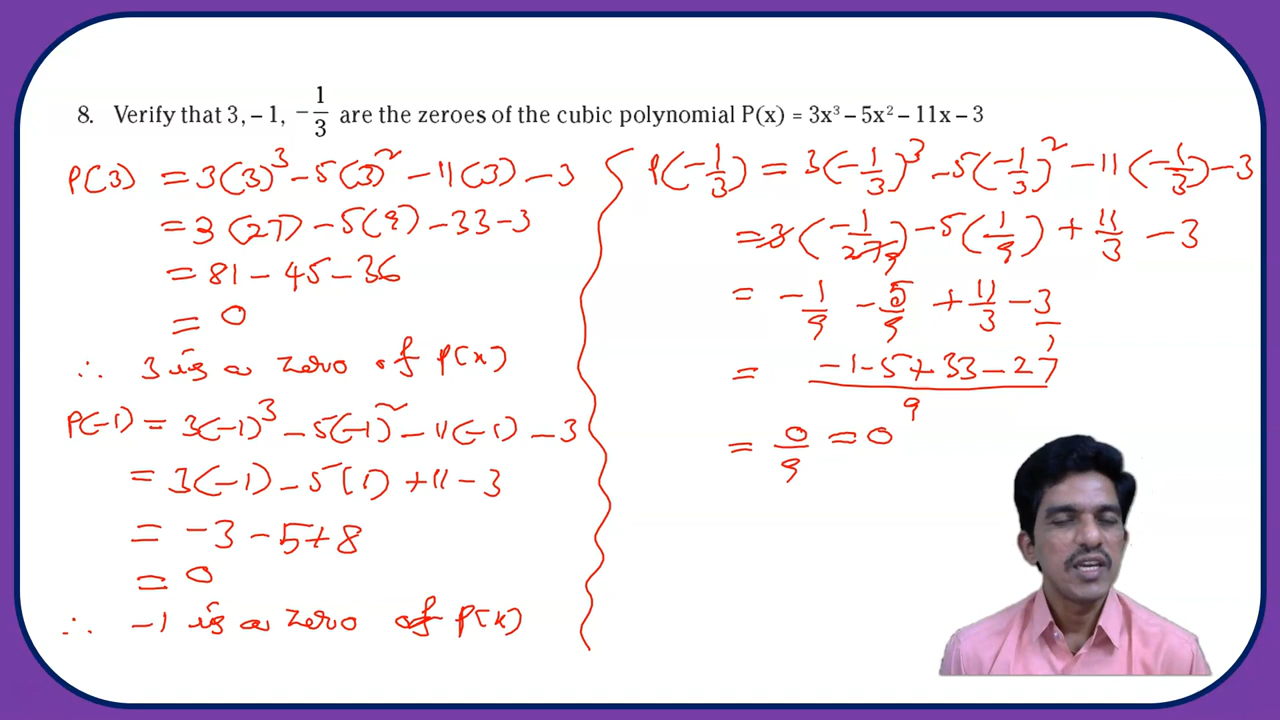 8. Verify that 3, – 1, −1/3 are the zeroes of the cubic polynomial P(x) = 3x³ – 5x² – 11x – 3
P(3) = 3(3)³ - 5(3)² - 11(3) - 3
= 3(27) - 5(9) - 33 - 3
= 81 - 45 - 36
= 0
∴ 3 is a zero of P(x)
P(-1) = 3(-1)³ - 5(-1)² - 11(-1) - 3
= 3(-1) - 5(1) + 11 - 3
= -3 - 5 + 8
= 0
∴ -1 is a zero of P(x)
P(-1/3) = 3(-1/3)³ - 5(-1/3)² - 11(-1/3) - 3
= 3(-1/27 9) - 5(1/9) + 11/3 - 3
= -1/9 - 5/9 + 11/3 - 3/1
= (-1 - 5 + 33 - 27)/9
= 0/9 = 0